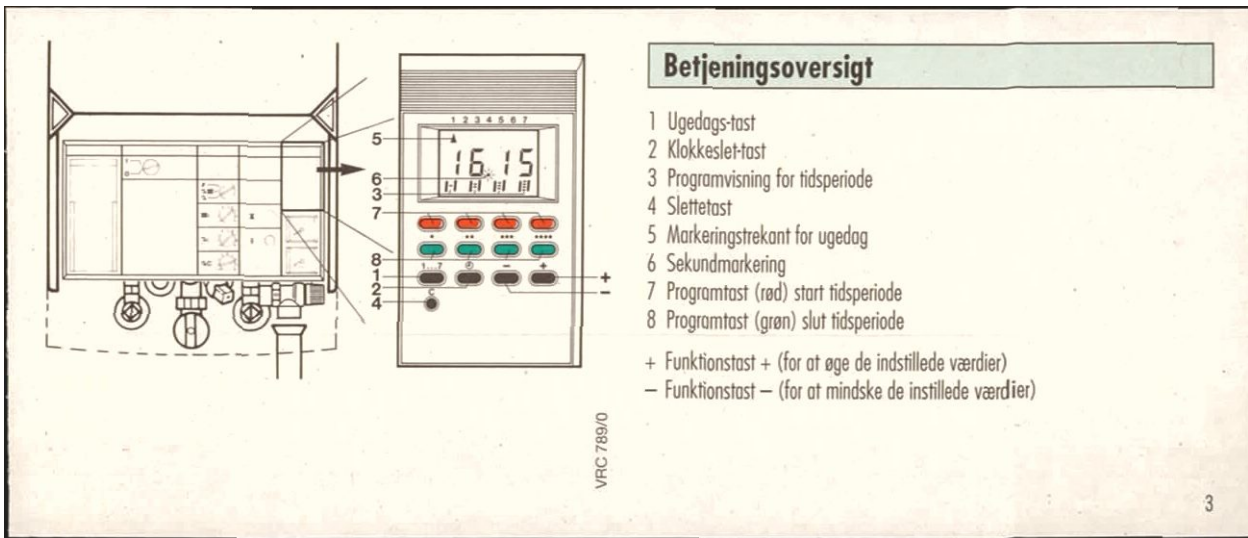 1 2 3 4 5 6 7
5
16 15
6
3
7
8
1...7
1
2
+
−
− +
C
4
VRC 789/0
Betjeningsoversigt
1 Ugedags-tast
2 Klokkeslet-tast
3 Programvisning for tidsperiode
4 Slettetast
5 Markeringstrekant for ugedag
6 Sekundmarkering
7 Programtast (rød) start tidsperiode
8 Programtast (grøn) slut tidsperiode
+ Funktionstast + (for at øge de indstillede værdier)
− Funktionstast − (for at mindske de instillede værdier)
3